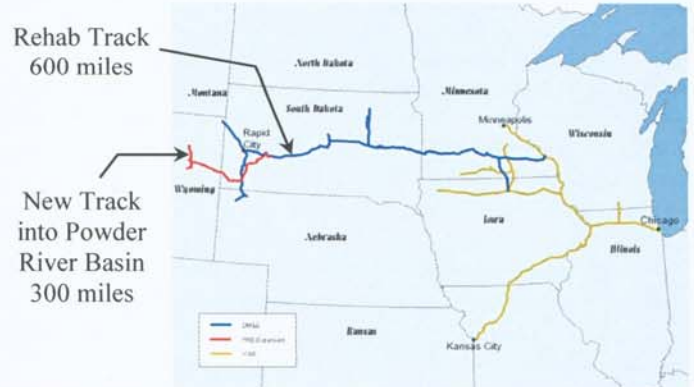 Rehab Track
600 miles
New Track
into Powder
River Basin
300 miles
North Dakota
Montana
Minnesota
South Dakota
Minneapolis
Wisconsin
Rapid
City
Wyoming
Iowa
Chicago
Nebraska
Illinois
Kansas
Kansas City